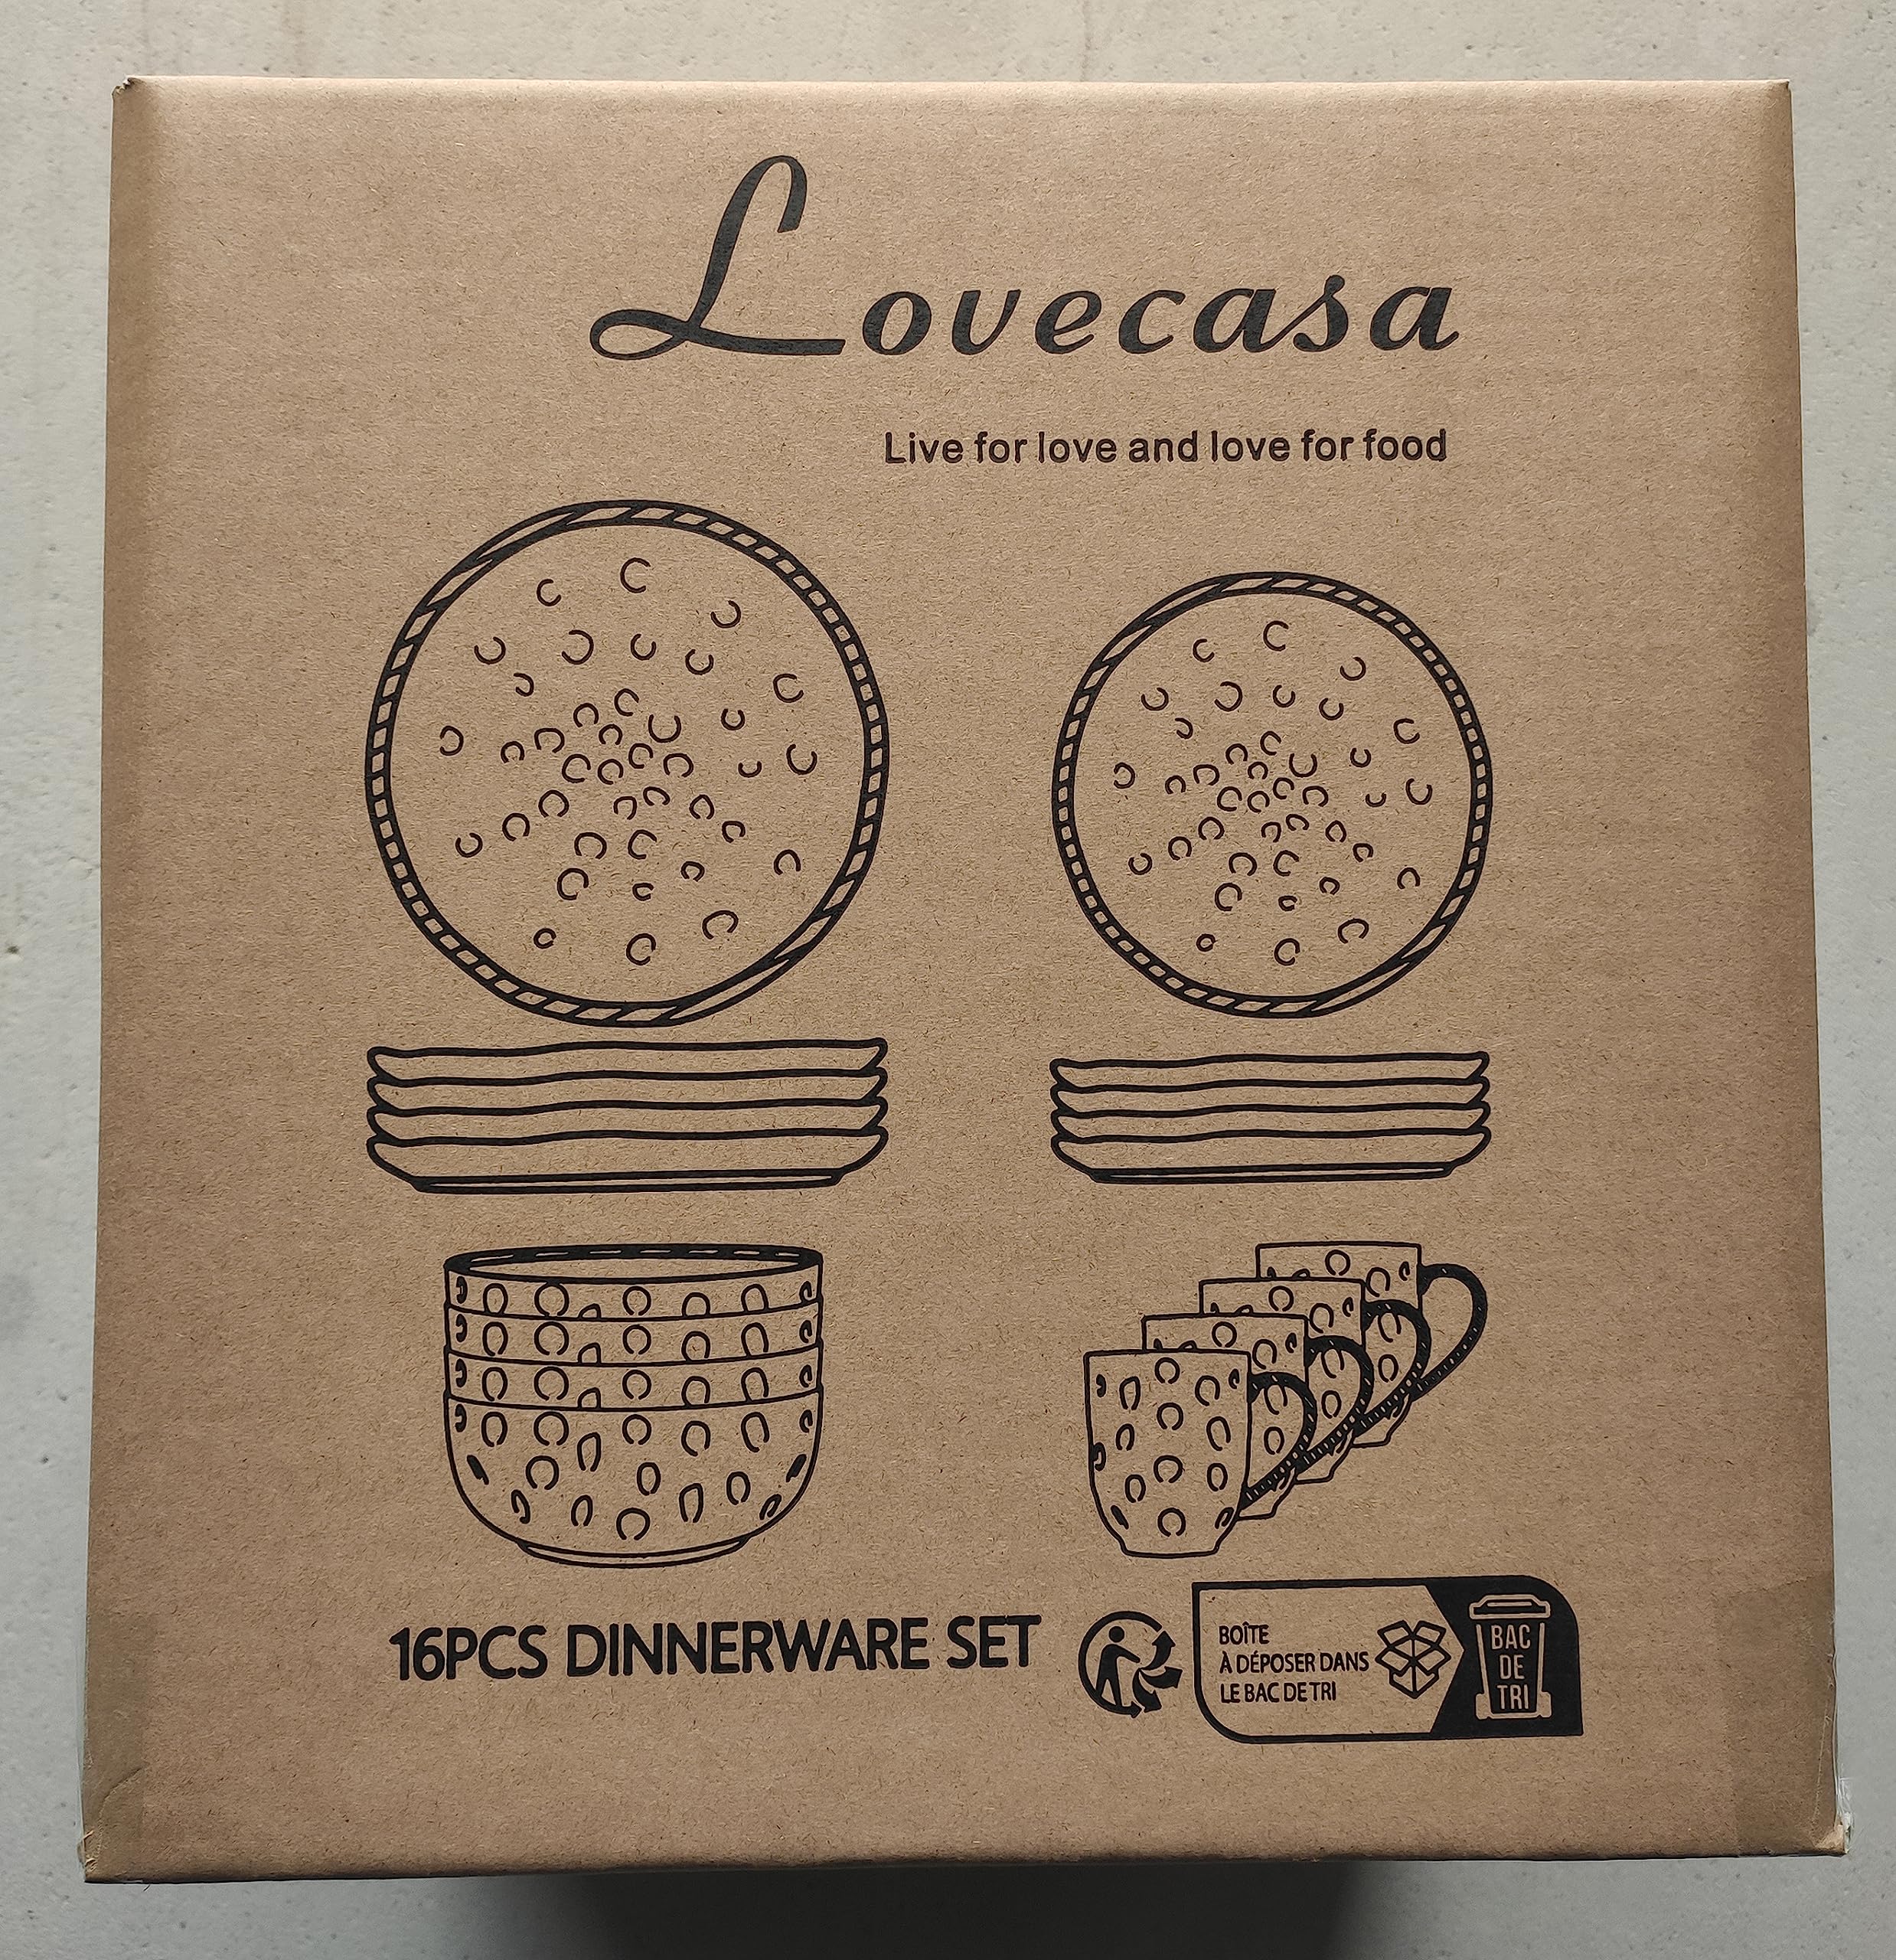 Lovecasa
Live for love and love for food
16PCS DINNERWARE SET
BOÎTE
À DÉPOSER DANS
LE BAC DE TRI
BAC
DE
TRI